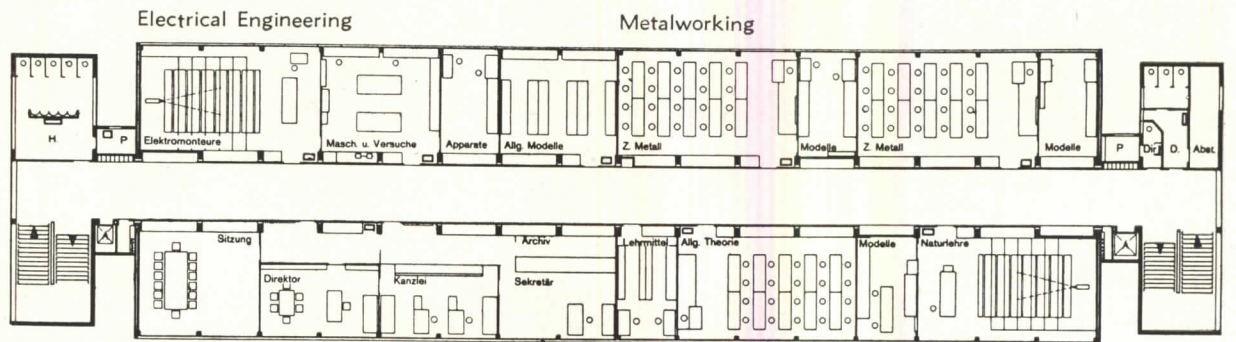 Electrical Engineering
Metalworking
H.
P
Elektromonteure
Masch. u. Versuche
Apparate
Allg. Modelle
Z. Metall
Modelle
Z. Metall
Modelle
P
Dir.
D.
Abst.
Sitzung
Direktor
Kanzlei
Archiv
Sekretär
Lehrmittel
Allg. Theorie
Modelle
Naturlehre